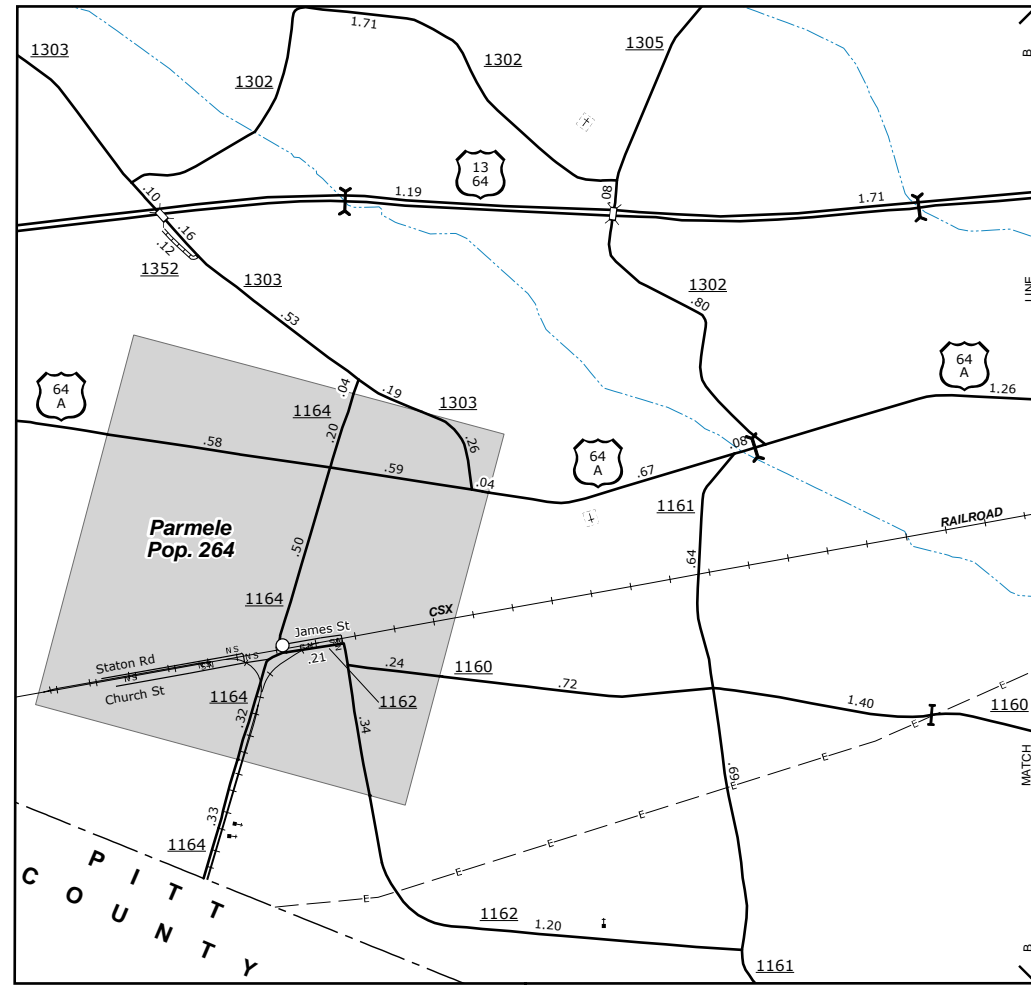 1303
1302
1.71
1302
1305
13
64
.10
1.19
.08
1.71
.16
.12
1352
1303
1302
.80
LINE
.53
64
A
.04
.19
1303
64
A
1.26
1164
.20
.26
.58
.59
.04
64
A
.67
.08
1161
Parmele
Pop. 264
.50
.64
RAILROAD
1164
CSX
James St
N S
N S
.21
Staton Rd
Church St
1164
1162
.24
1160
.72
1.40
1160
.32
.34
.69
MATCH
E
E
E
E
E
E
E
.33
1164
PITT
COUNTY
1162
1.20
1161
B
B